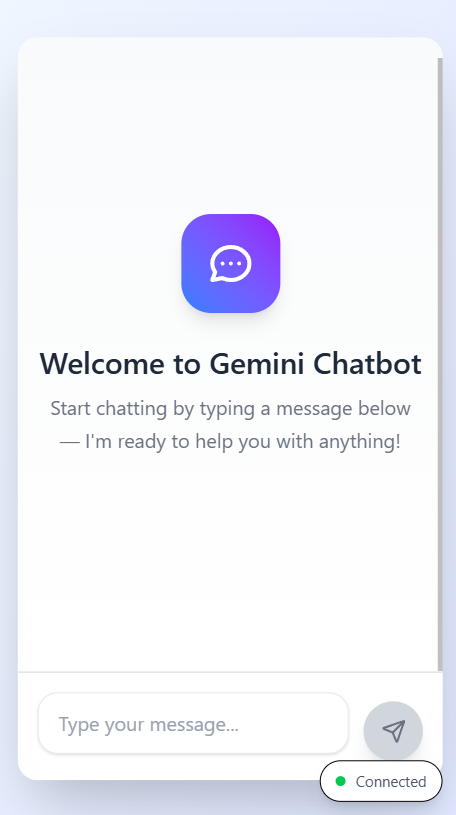 Welcome to Gemini Chatbot
Start chatting by typing a message below
— I'm ready to help you with anything!
Type your message...
Connected